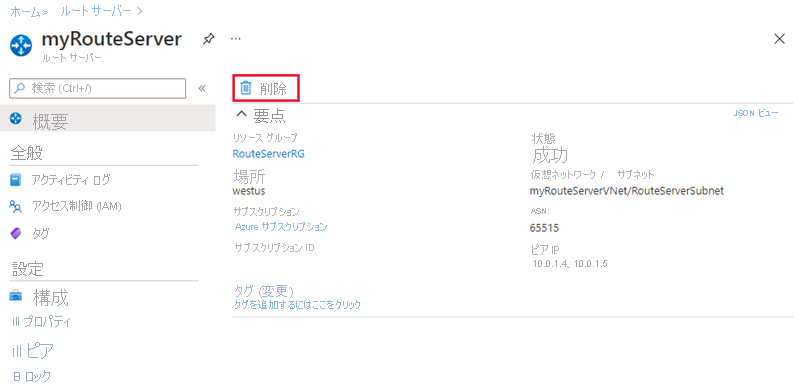 ホーム> ルート サーバー >
myRouteServer
ルート サーバー
検索 (Ctrl+/)
概要
全般
アクティビティ ログ
アクセス制御 (IAM)
タグ
設定
構成
ill プロパティ
ill ピア
B ロック
削除
要点
JSON ビュー
リソース グループ
RouteServerRG
場所
westus
サブスクリプション
Azure サブスクリプション
サブスクリプション ID
タグ (変更)
タグを追加するにはここをクリック
状態
成功
仮想ネットワーク / サブネット
myRouteServerVNet/RouteServerSubnet
ASN:
65515
ピア IP
10.0.1.4、10.0.1.5